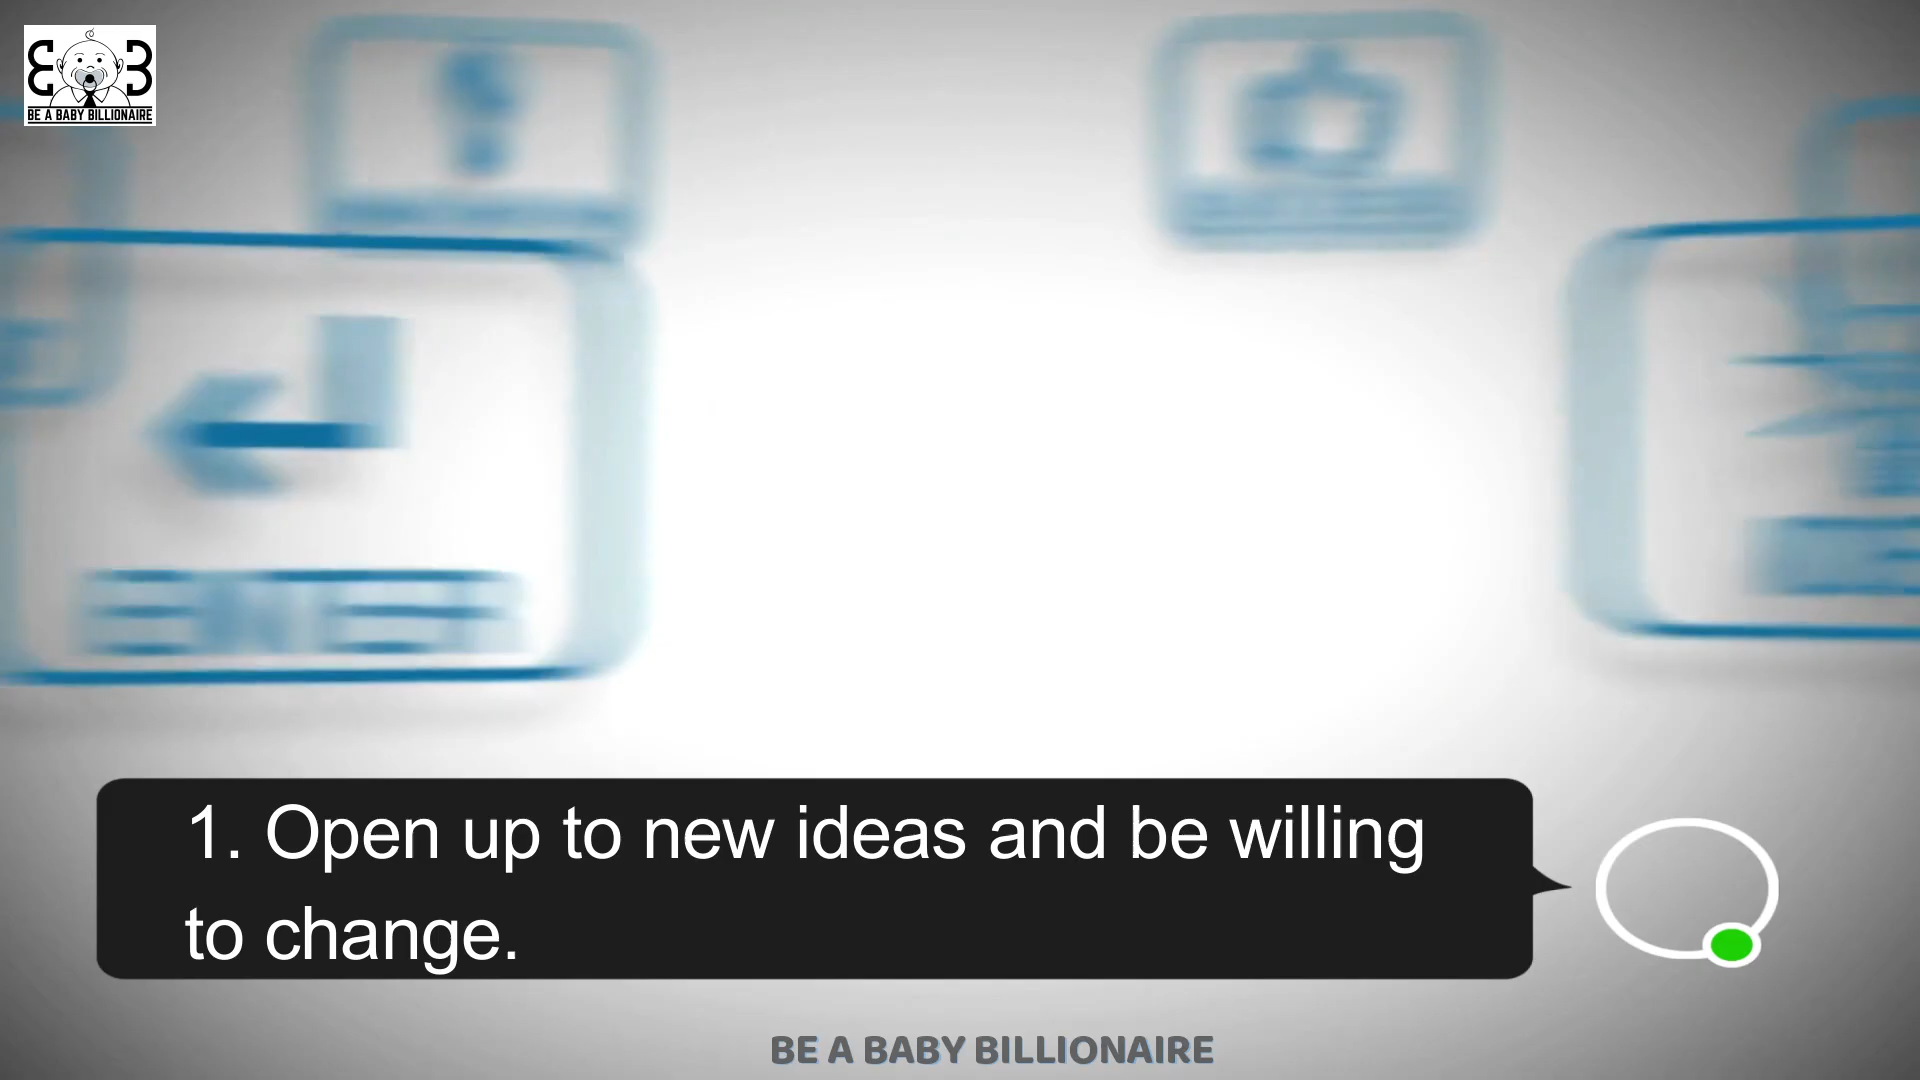 BE A BABY BILLIONAIRE
1. Open up to new ideas and be willing
to change.
BE A BABY BILLIONAIRE